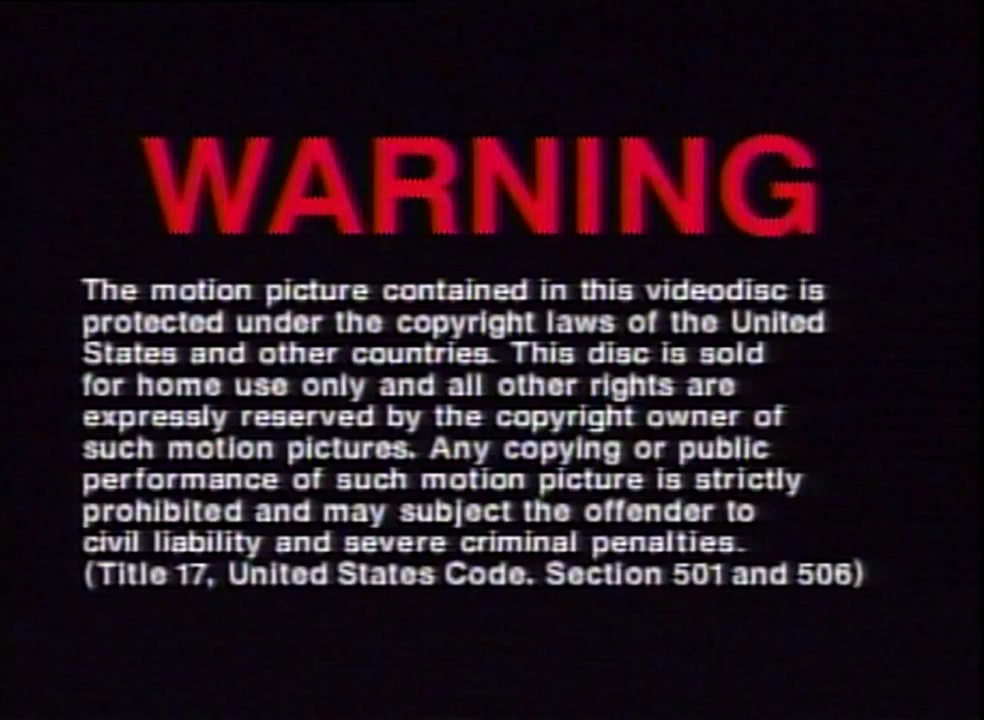 WARNING
The motion picture contained in this videodisc is
protected under the copyright laws of the United
States and other countries. This disc is sold
for home use only and all other rights are
expressly reserved by the copyright owner of
such motion pictures. Any copying or public
performance of such motion picture is strictly
prohibited and may subject the offender to
civil liability and severe criminal penalties.
(Title 17, United States Code. Section 501 and 506)